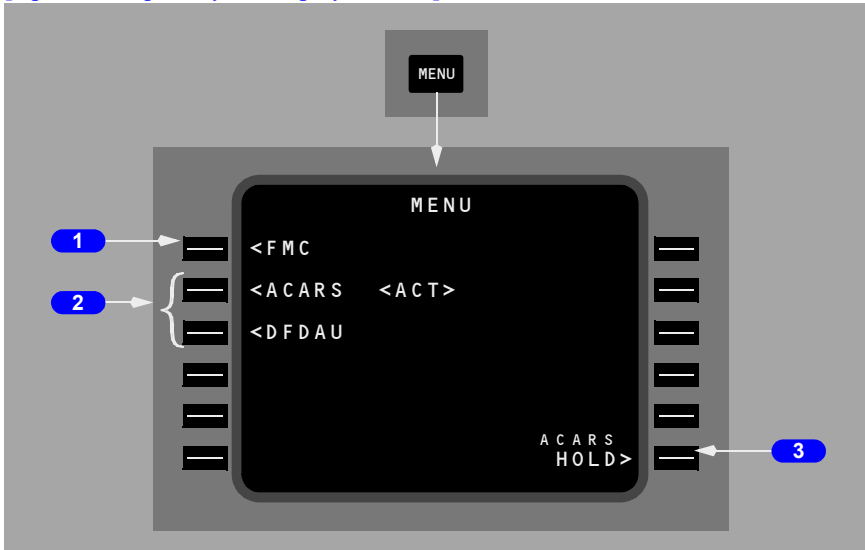 MENU
MENU
1
<FMC
2
<ACARS <ACT>
<DFDAU
ACARS
HOLD>
3